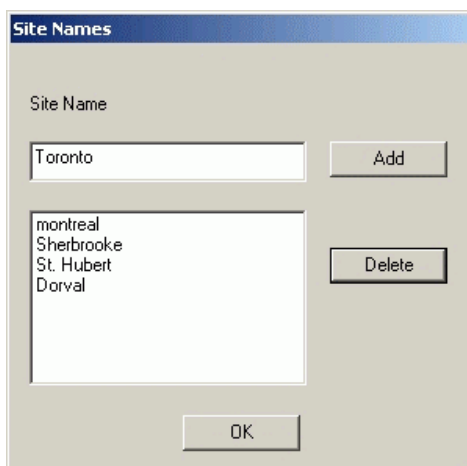 Site Names
Site Name
Toronto
Add
montreal
Sherbrooke
St. Hubert
Dorval
Delete
OK